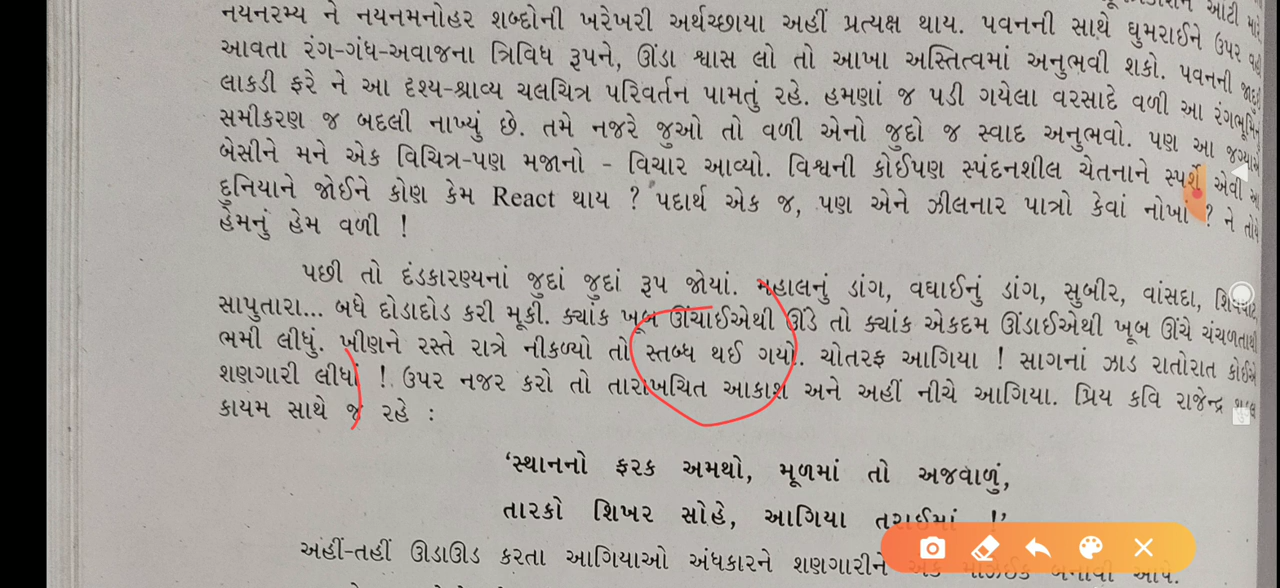 નયનરમ્ય ને નયનમનોહર શબ્દોની ખરેખરી અર્થચ્છાયા અહીં પ્રત્યક્ષ થાય. પવનની સાથે ઘુમરાઈને ઉપર
આવતા રંગ-ગંધ-અવાજના ત્રિવિધ રૂપને, ઊંડા શ્વાસ લો તો આખા અસ્તિત્વમાં અનુભવી શકો. પવનની જાદુઈ
લાકડી ફરે ને આ દૃશ્ય-શ્રાવ્ય ચલચિત્ર પરિવર્તન પામતું રહે. હમણાં જ પડી ગયેલા વરસાદે વળી આ
સમીકરણ જ બદલી નાખ્યું છે. તમે નજરે જુઓ તો વળી એનો જુદો જ સ્વાદ અનુભવો. પણ આ જગ્યાએ
બેસીને મને એક વિચિત્ર-પણ મજાનો - વિચાર આવ્યો. વિશ્વની કોઈપણ સ્પંદનશીલ ચેતનાને સ્પર્શે એવી આ
દુનિયાને જોઈને કોણ કેમ React થાય ? પદાર્થ એક જ, પણ એને ઝીલનાર પાત્રો કેવાં નોખાં ? ને તોયે
હેમનું હેમ વળી !
પછી તો દંડકારણ્યનાં જુદાં જુદાં રૂપ જોયાં. મહાલનું ડાંગ, વઘાઈનું ડાંગ, સુબીર, વાંસદા,
સાપુતારા... બધે દોડાદોડ કરી મૂકી. ક્યાંક ખૂબ ઊંચાઈએથી ઊંડે તો ક્યાંક એકદમ ઊંડાઈએથી ખૂબ ઊંચે ચંચળતાથી
ભમી લીધું. ખીણને રસ્તે રાત્રે નીકળ્યો તો સ્તબ્ધ થઈ ગયો. ચોતરફ આગિયા ! સાગનાં ઝાડ રાતોરાત કોઈએ
શણગારી લીધાં ! ઉપર નજર કરો તો તારાખચિત આકાશ અને અહીં નીચે આગિયા. પ્રિય કવિ રાજેન્દ્ર
કાયમ સાથે જ રહે :
‘સ્થાનનો ફરક અમથો, મૂળમાં તો અજવાળું,
તારકો શિખર સોહે, આગિયા તરાઈમાં !’
અહીં-તહીં ઊડાઊડ કરતા આગિયાઓ અંધકારને શણગારીને